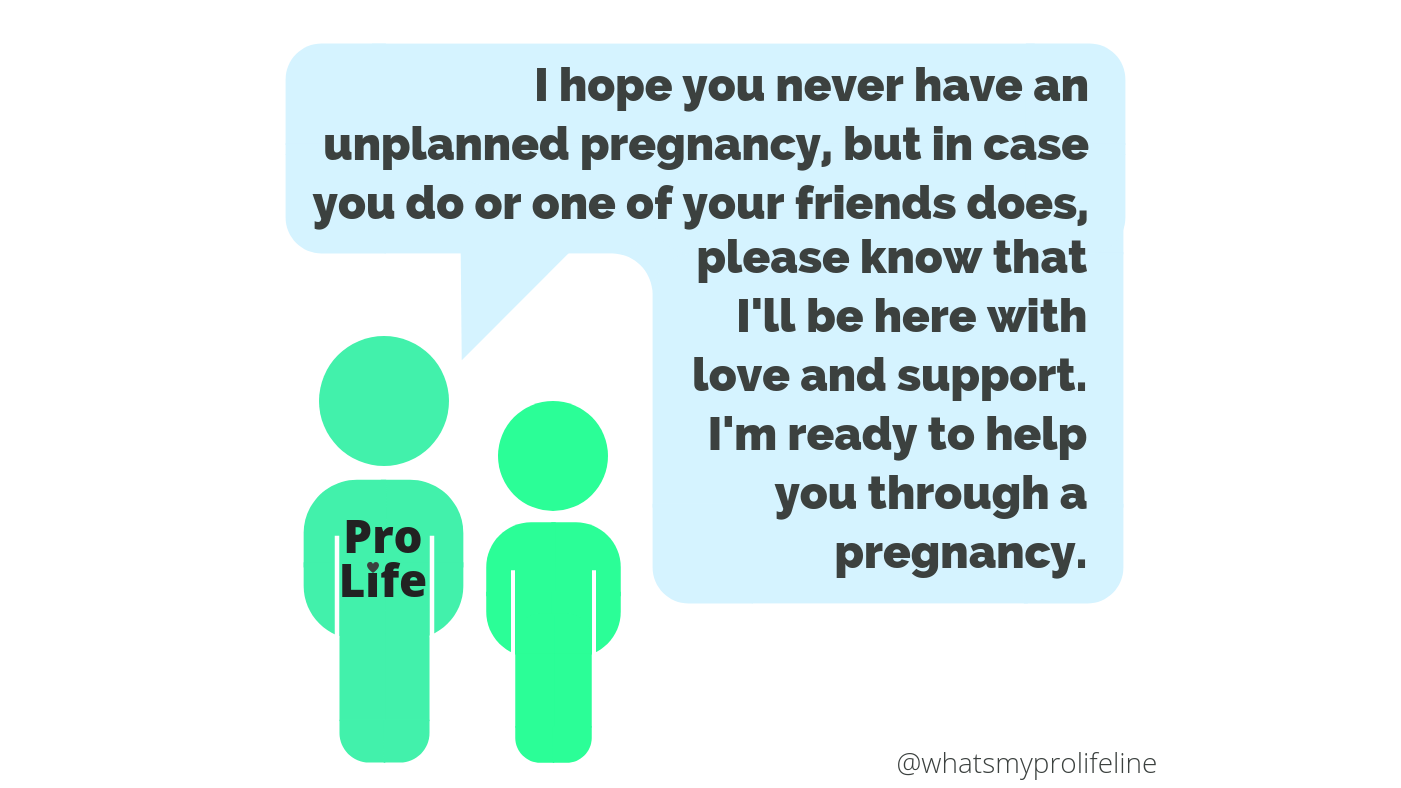 I hope you never have an
unplanned pregnancy, but in case
you do or one of your friends does,
please know that
I'll be here with
love and support.
I'm ready to help
you through a
pregnancy.
Pro
Life
@whatsmyprolifeline